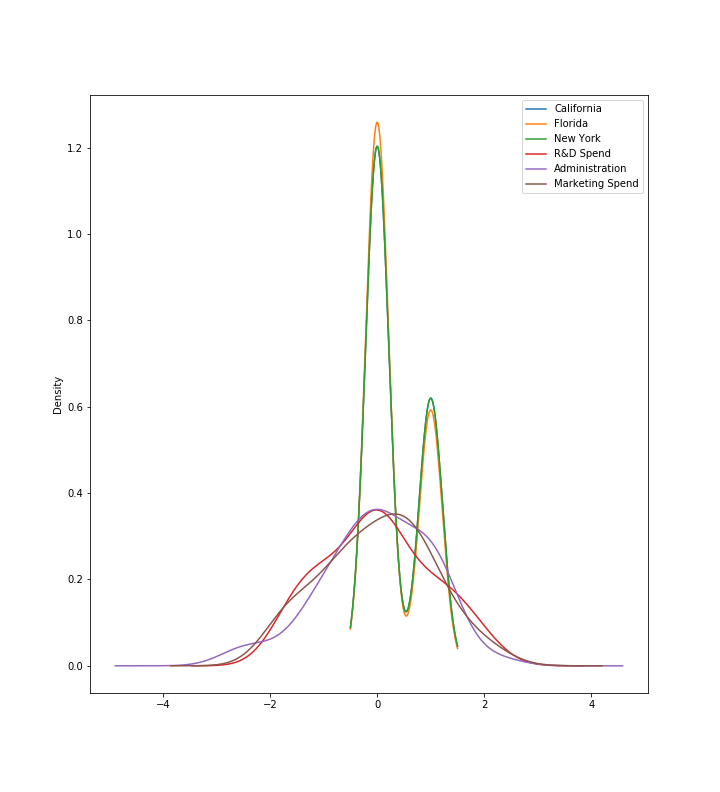 California
Florida
New York
R&D Spend
Administration
Marketing Spend
1.2
1.0
0.8
0.6
0.4
0.2
0.0
Density
−4
−2
0
2
4